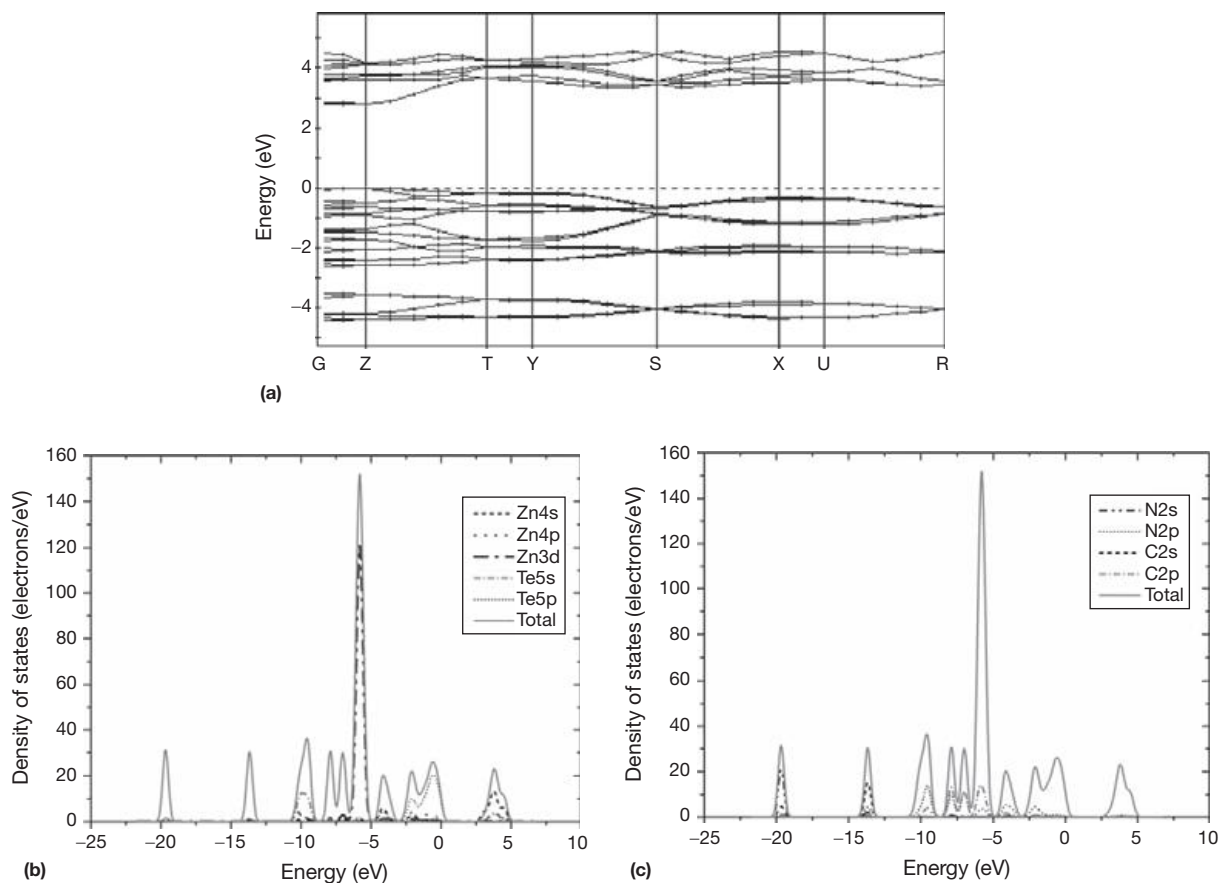 4
2
0
−2
−4
Energy (eV)
G Z T Y S X U R
(a)
160
140
120
100
80
60
40
20
0
Density of states (electrons/eV)
Zn4s
Zn4p
Zn3d
Te5s
Te5p
Total
−25 −20 −15 −10 −5 0 5 10
Energy (eV)
(b)
160
140
120
100
80
60
40
20
0
Density of states (electrons/eV)
N2s
N2p
C2s
C2p
Total
−25 −20 −15 −10 −5 0 5 10
Energy (eV)
(c)